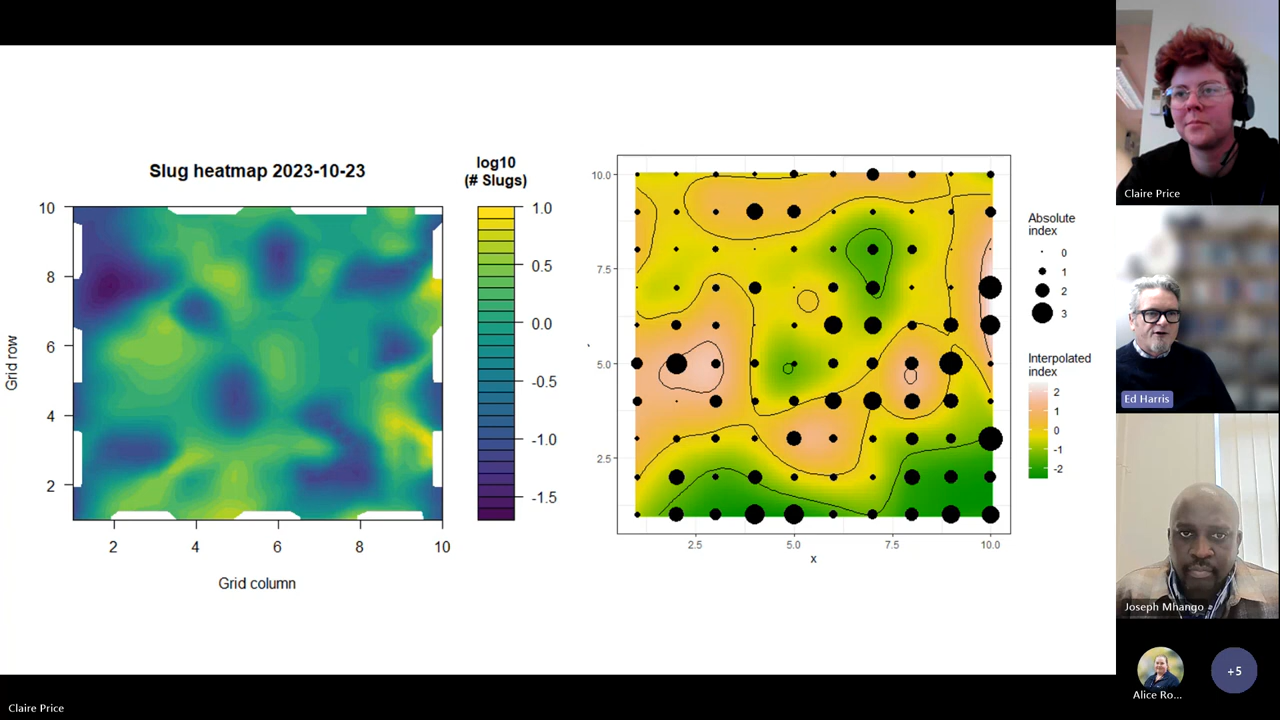 Slug heatmap 2023-10-23
log10
(# Slugs)
Grid row
10
8
6
4
2
2
4
6
8
10
Grid column
1.0
0.5
0.0
-0.5
-1.0
-1.5
10.0
7.5
5.0
2.5
2.5
5.0
7.5
10.0
x
Absolute
index
0
1
2
3
Interpolated
index
2
1
0
-1
-2
Claire Price
Ed Harris
Joseph Mhango
Alice Ro...
+5
Claire Price